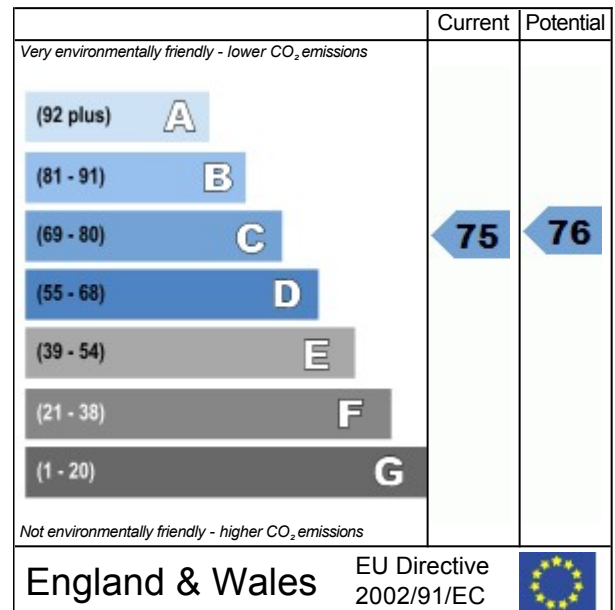 Current Potential
Very environmentally friendly - lower CO₂ emissions
(92 plus) A
(81 - 91) B
(69 - 80) C
75
76
(55 - 68) D
(39 - 54) E
(21 - 38) F
(1 - 20) G
Not environmentally friendly - higher CO₂ emissions
England & Wales
EU Directive
2002/91/EC